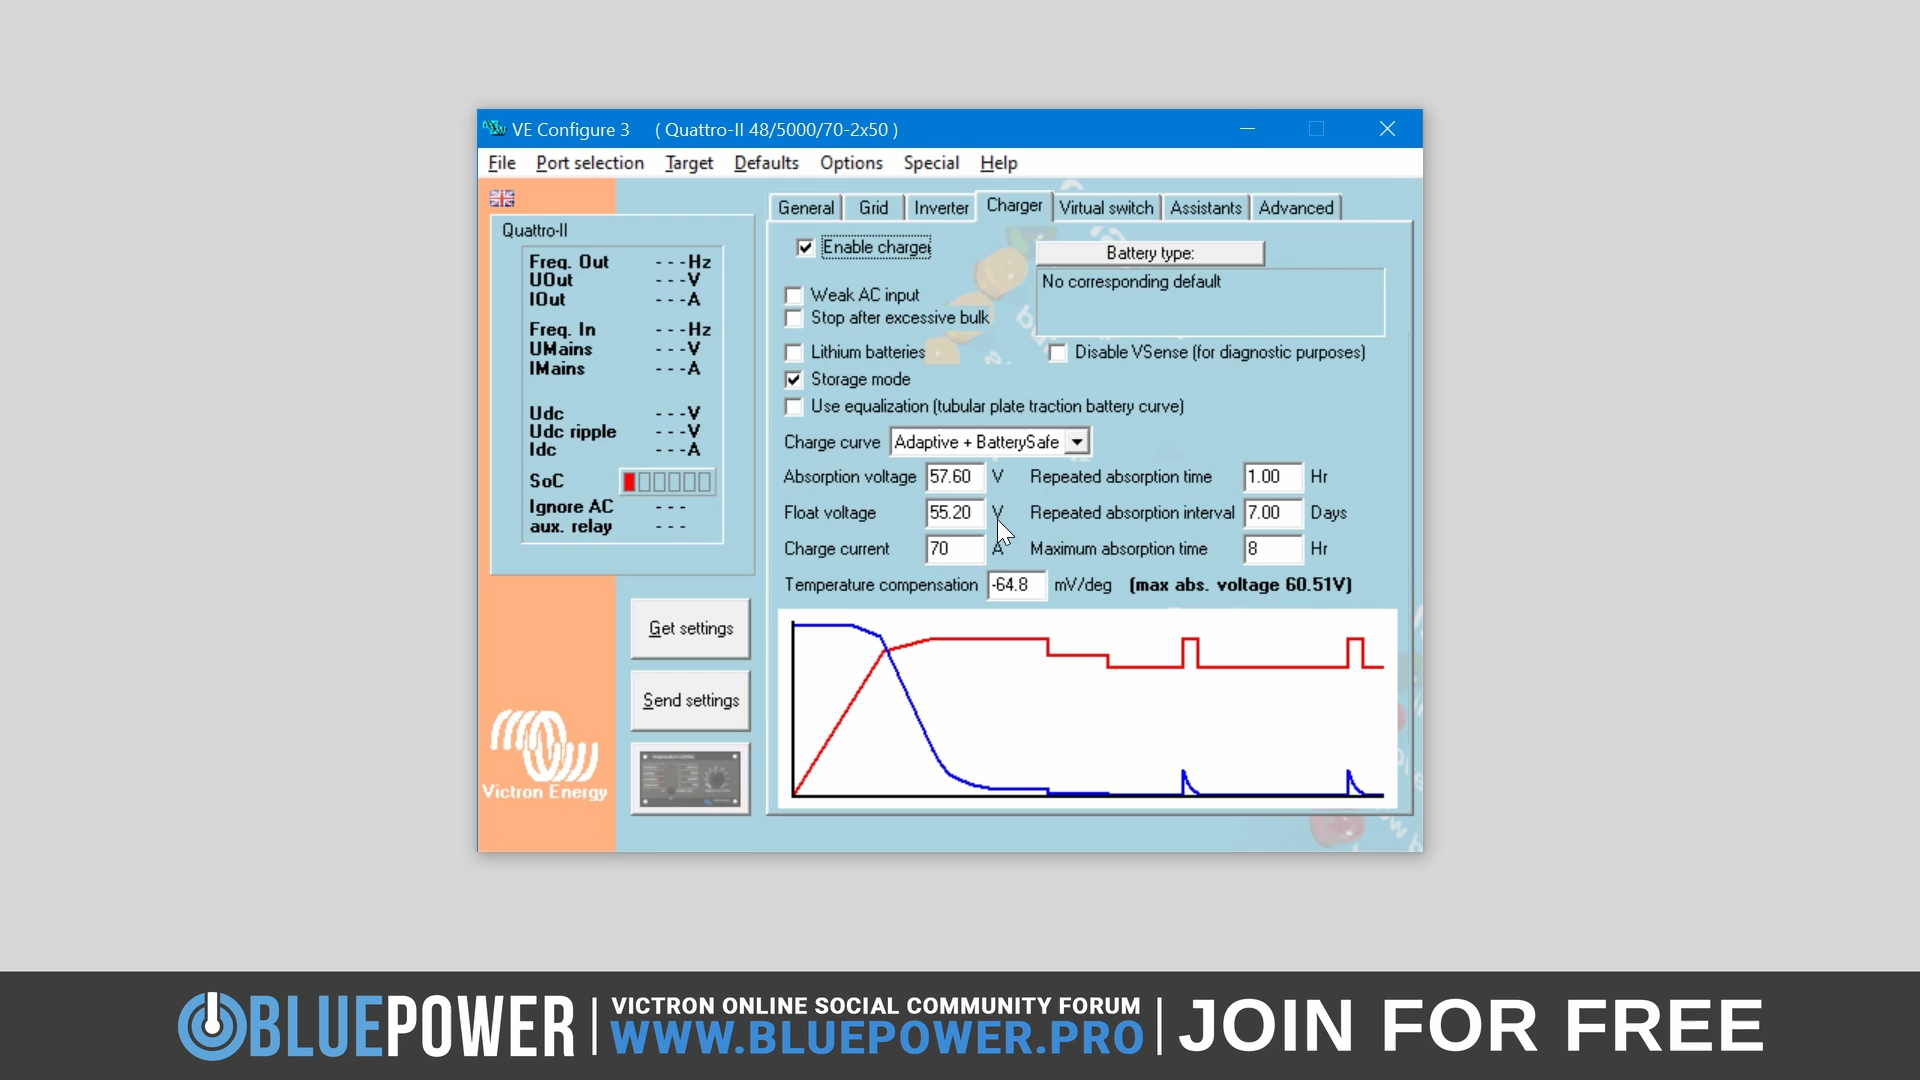 VE Configure 3 ( Quattro-II 48/5000/70-2x50 )
File Port selection Target Defaults Options Special Help
General Grid Inverter Charger Virtual switch Assistants Advanced
Quattro-II
Freq. Out - - -Hz
UOut - - -V
IOut - - -A
Freq. In - - -Hz
UMains - - -V
IMains - - -A
Udc - - -V
Udc ripple - - -V
Idc - - -A
SoC
Ignore AC - - -
aux. relay - - -
Get settings
Send settings
Victron Energy
Enable charger
Battery type:
No corresponding default
Weak AC input
Stop after excessive bulk
Lithium batteries
Disable VSense (for diagnostic purposes)
Storage mode
Use equalization (tubular plate traction battery curve)
Charge curve Adaptive + BatterySafe
Absorption voltage 57.60 V Repeated absorption time 1.00 Hr
Float voltage 55.20 V Repeated absorption interval 7.00 Days
Charge current 70 A Maximum absorption time 8 Hr
Temperature compensation -64.8 mV/deg (max abs. voltage 60.51V)
BLUEPOWER
VICTRON ONLINE SOCIAL COMMUNITY FORUM
WWW.BLUEPOWER.PRO
JOIN FOR FREE